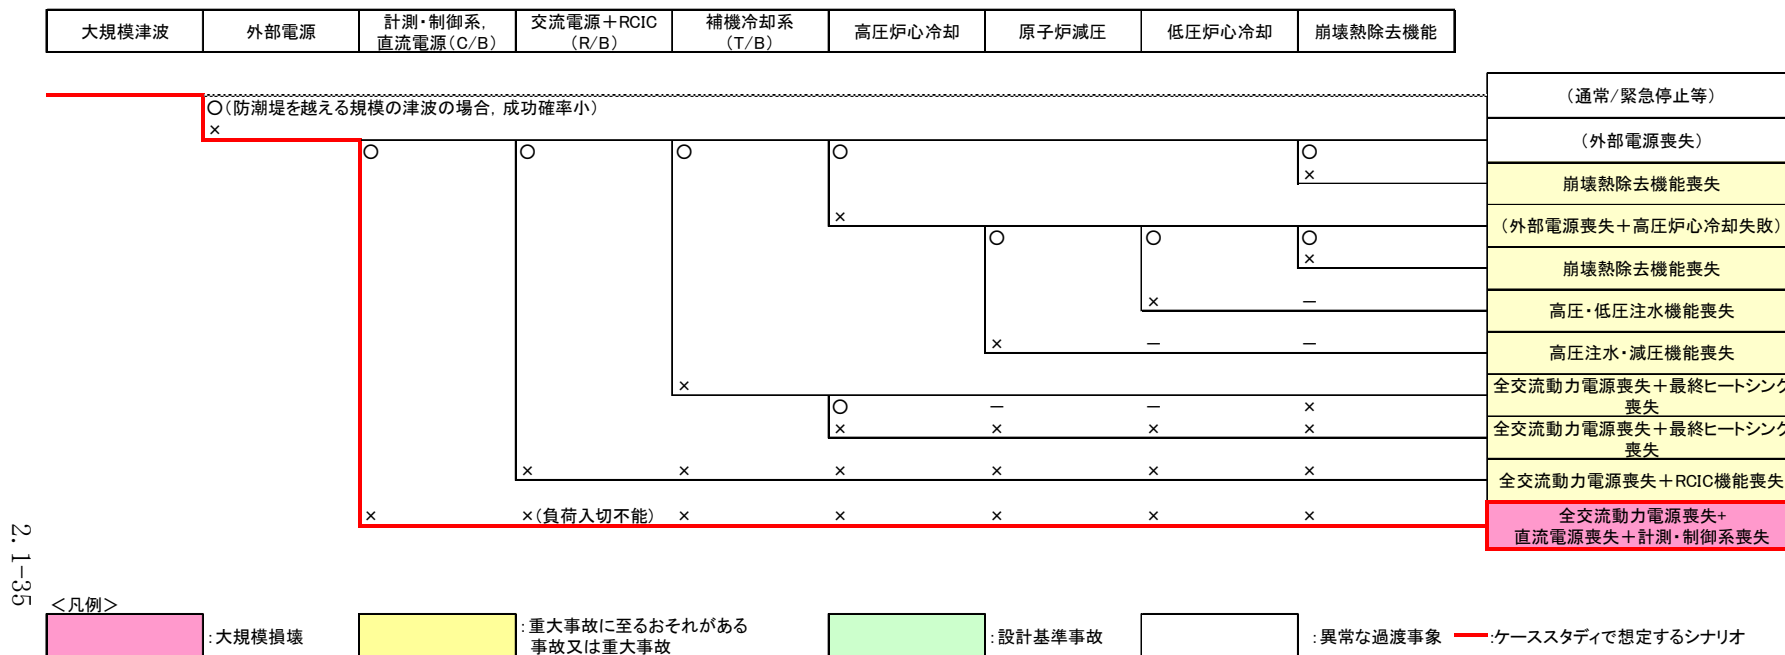 大規模津波
外部電源
計測・制御系,
直流電源(C/B)
交流電源+RCIC
(R/B)
補機冷却系
(T/B)
高圧炉心冷却
原子炉減圧
低圧炉心冷却
崩壊熱除去機能
○(防潮堤を越える規模の津波の場合, 成功確率小)
(通常/緊急停止等)
×
(外部電源喪失)
○ ○ ○ ○ ○
×
崩壊熱除去機能喪失
×
(外部電源喪失+高圧炉心冷却失敗)
○ ○ ○
×
崩壊熱除去機能喪失
× −
高圧・低圧注水機能喪失
× − −
高圧注水・減圧機能喪失
×
全交流動力電源喪失+最終ヒートシンク
喪失
○ − − ×
× × × ×
全交流動力電源喪失+最終ヒートシンク
喪失
× × × × × ×
全交流動力電源喪失+RCIC機能喪失
× ×(負荷入切不能) × × × × ×
全交流動力電源喪失+
直流電源喪失+計測・制御系喪失
2.1-35
<凡例>
:大規模損壊
:重大事故に至るおそれがある
事故又は重大事故
:設計基準事故
:異常な過渡事象
:ケーススタディで想定するシナリオ